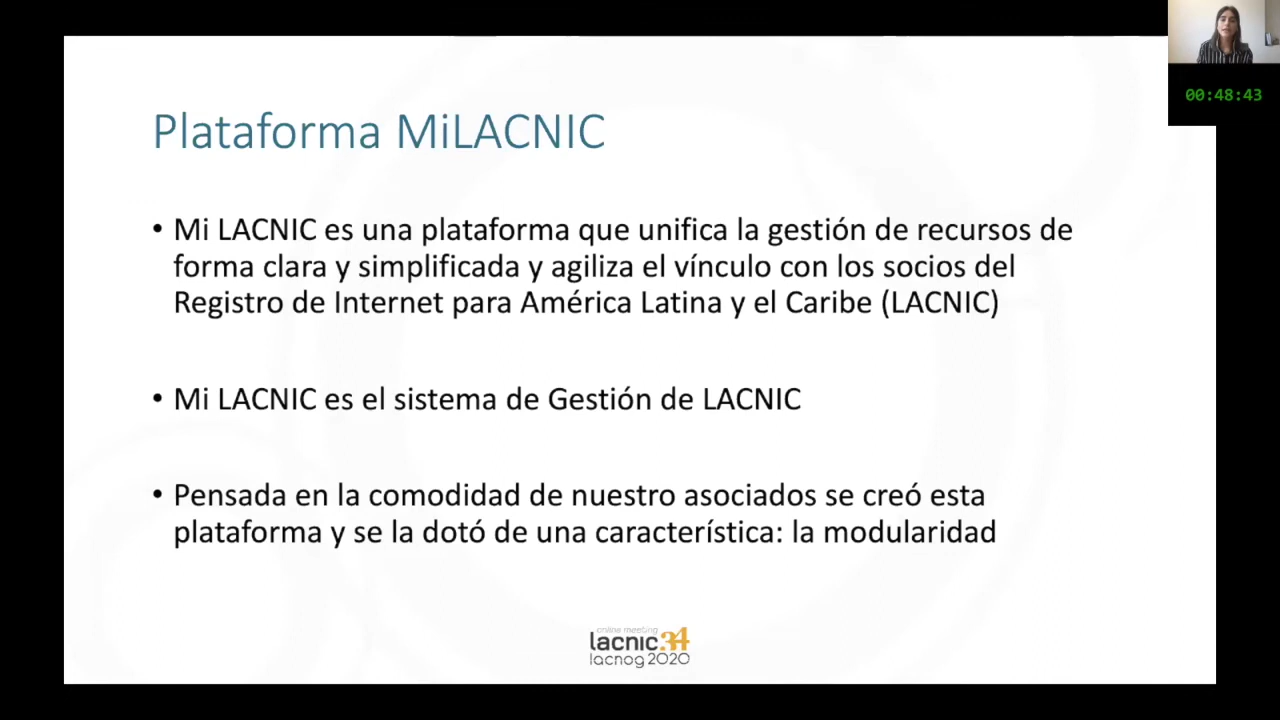 00:48:43
Plataforma MiLACNIC
• Mi LACNIC es una plataforma que unifica la gestión de recursos de
forma clara y simplificada y agiliza el vínculo con los socios del
Registro de Internet para América Latina y el Caribe (LACNIC)
• Mi LACNIC es el sistema de Gestión de LACNIC
• Pensada en la comodidad de nuestro asociados se creó esta
plataforma y se la dotó de una característica: la modularidad
online meeting
lacnic34
lacnog2020